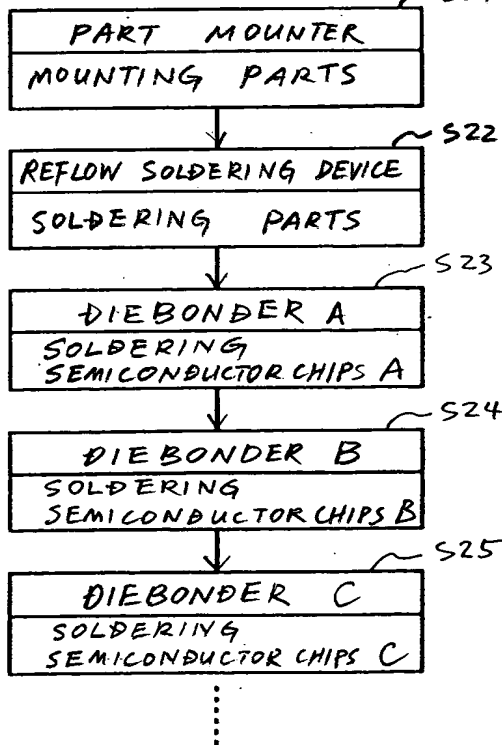 PART MOUNTER
MOUNTING PARTS
S22
REFLOW SOLDERING DEVICE
SOLDERING PARTS
S23
DIEBONDER A
SOLDERING
SEMICONDUCTOR CHIPS A
S24
DIEBONDER B
SOLDERING
SEMICONDUCTOR CHIPS B
S25
DIEBONDER C
SOLDERING
SEMICONDUCTOR CHIPS C